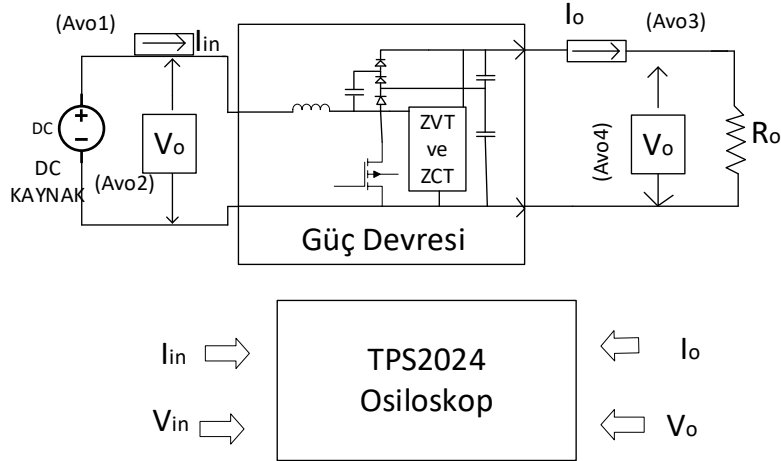 (Avo1)
Iin
Io
(Avo3)
DC
Vo
(Avo2)
DC
KAYNAK
ZVT
ve
ZCT
(Avo4)
Vo
Ro
Güç Devresi
Iin
Vin
TPS2024
Osiloskop
Io
Vo